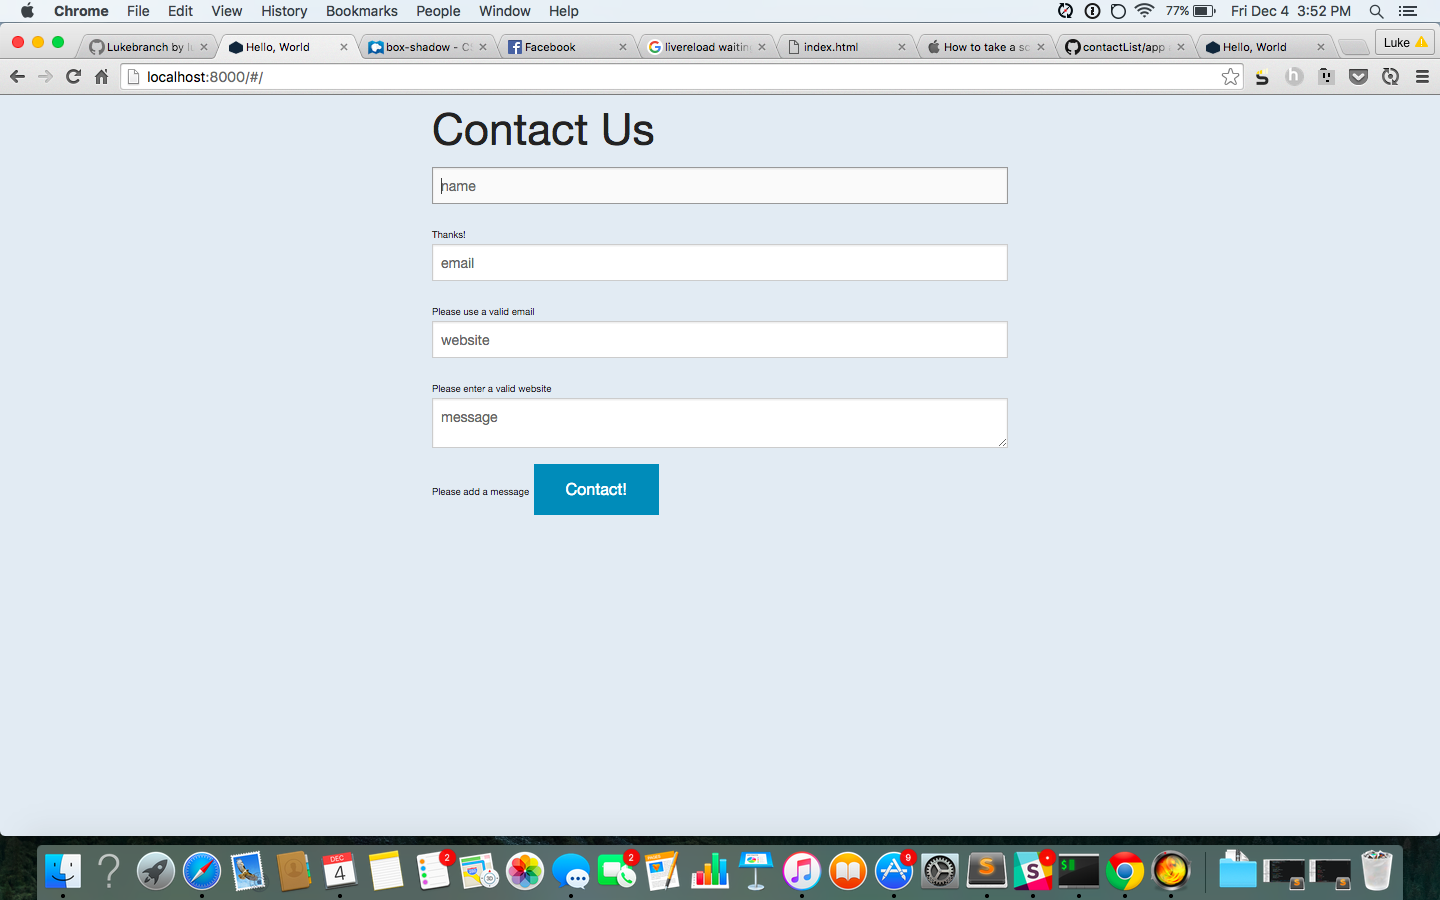 Chrome File Edit View History Bookmarks People Window Help 77% Fri Dec 4 3:52 PM
Lukebranch by lu Hello, World box-shadow - CS Facebook livereload waiting index.html How to take a sc contactList/app Hello, World Luke
localhost:8000/#/
Contact Us
name
Thanks!
email
Please use a valid email
website
Please enter a valid website
message
Please add a message Contact!
DEC
4
2
2
9